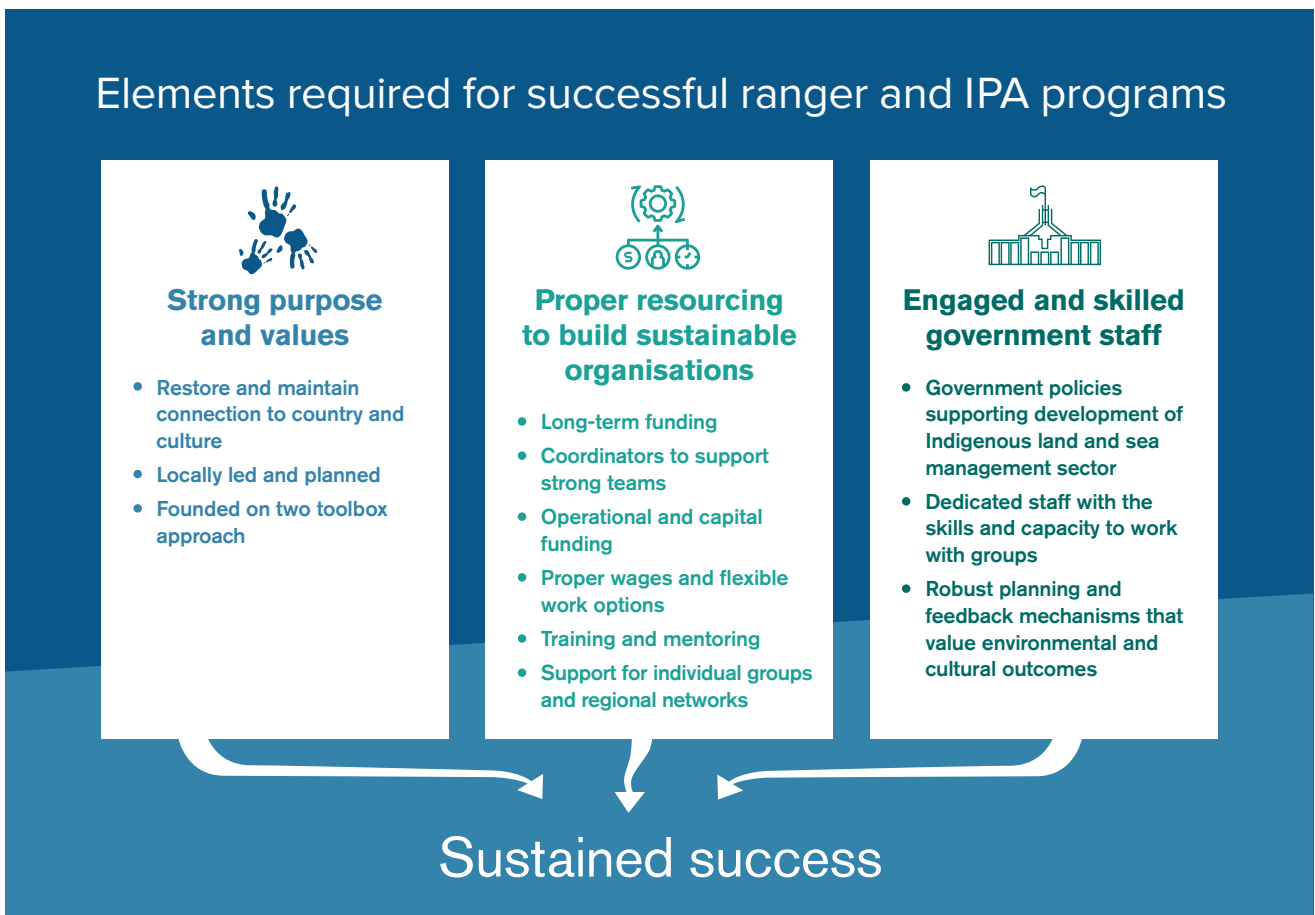 Elements required for successful ranger and IPA programs
Strong purpose
and values
• Restore and maintain
connection to country and
culture
• Locally led and planned
• Founded on two toolbox
approach
Proper resourcing
to build sustainable
organisations
• Long-term funding
• Coordinators to support
strong teams
• Operational and capital
funding
• Proper wages and flexible
work options
• Training and mentoring
• Support for individual groups
and regional networks
Engaged and skilled
government staff
• Government policies
supporting development of
Indigenous land and sea
management sector
• Dedicated staff with the
skills and capacity to work
with groups
• Robust planning and
feedback mechanisms that
value environmental and
cultural outcomes
Sustained success